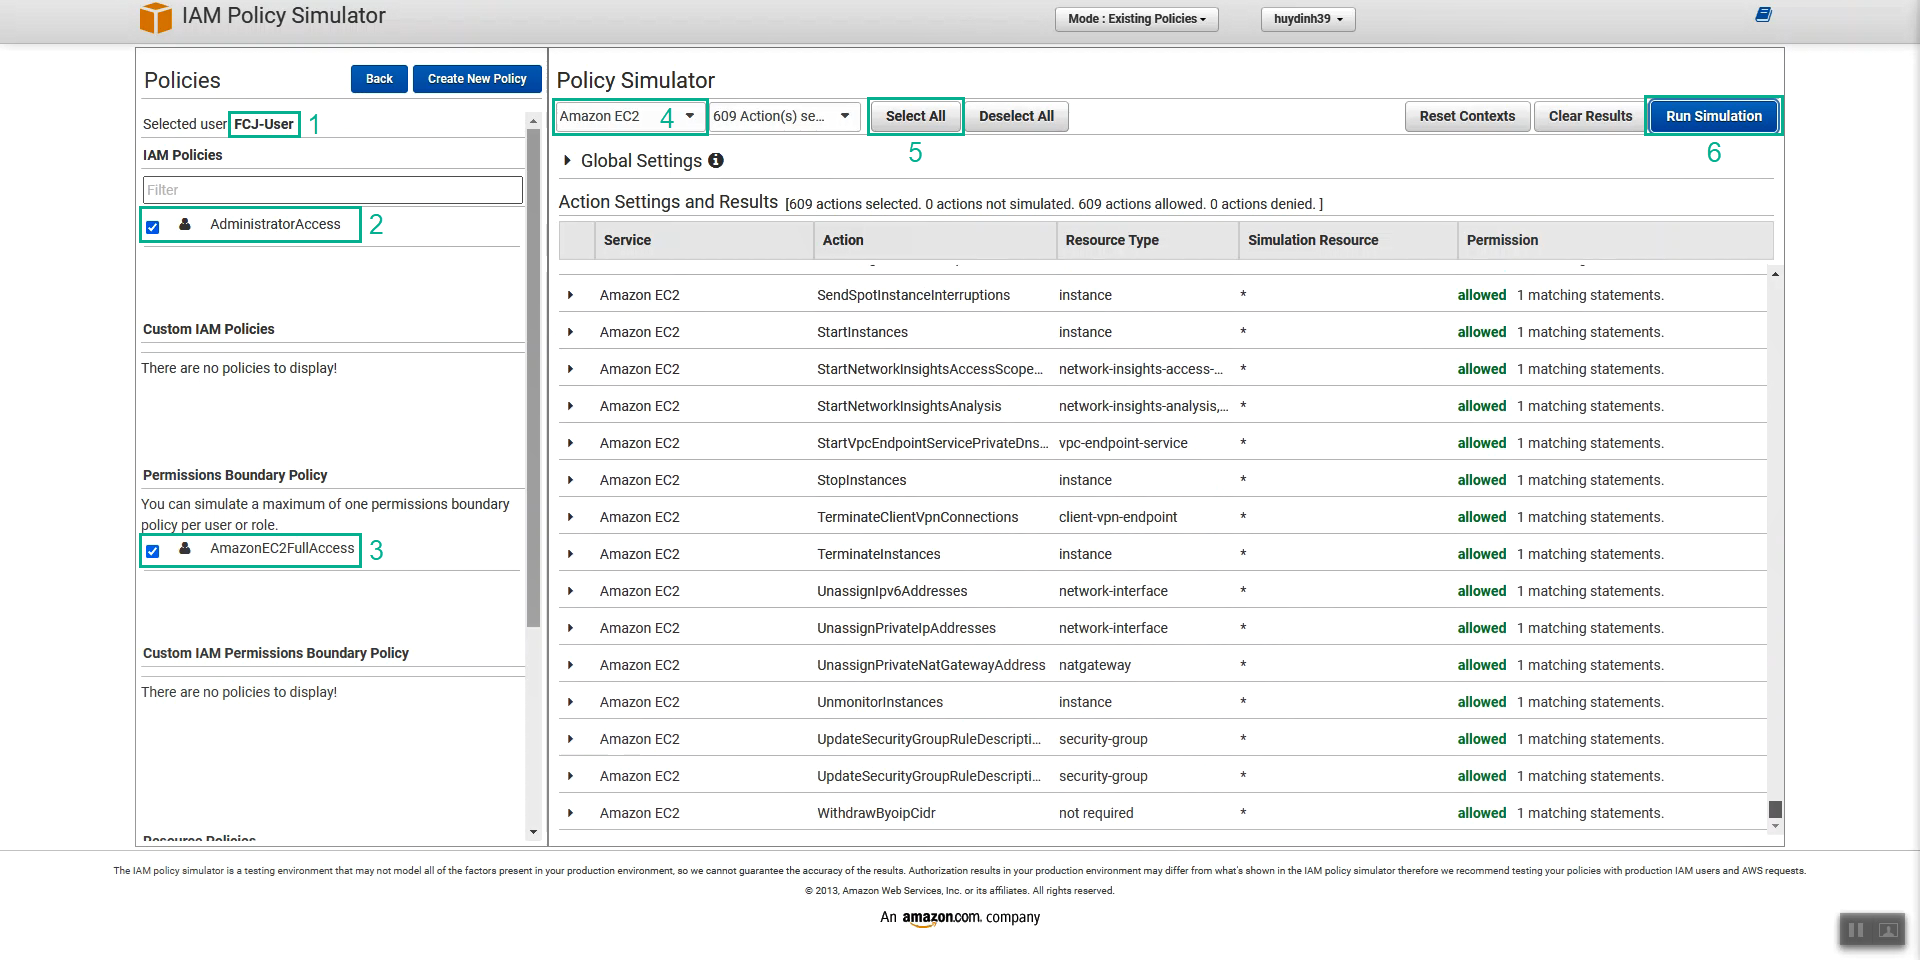 IAM Policy Simulator
Mode : Existing Policies
huydinh39
Policies
Back
Create New Policy
Selected user FCJ-User 1
IAM Policies
Filter
AdministratorAccess 2
Custom IAM Policies
There are no policies to display!
Permissions Boundary Policy
You can simulate a maximum of one permissions boundary
policy per user or role.
AmazonEC2FullAccess 3
Custom IAM Permissions Boundary Policy
There are no policies to display!
Resource Policies
Policy Simulator
Amazon EC2 4
609 Action(s) se...
Select All
Deselect All
Reset Contexts
Clear Results
Run Simulation
5
6
Global Settings
Action Settings and Results [609 actions selected. 0 actions not simulated. 609 actions allowed. 0 actions denied. ]
Service Action Resource Type Simulation Resource Permission
Amazon EC2 SendSpotInstanceInterruptions instance * allowed 1 matching statements.
Amazon EC2 StartInstances instance * allowed 1 matching statements.
Amazon EC2 StartNetworkInsightsAccessScope... network-insights-access-... * allowed 1 matching statements.
Amazon EC2 StartNetworkInsightsAnalysis network-insights-analysis,... * allowed 1 matching statements.
Amazon EC2 StartVpcEndpointServicePrivateDns... vpc-endpoint-service * allowed 1 matching statements.
Amazon EC2 StopInstances instance * allowed 1 matching statements.
Amazon EC2 TerminateClientVpnConnections client-vpn-endpoint * allowed 1 matching statements.
Amazon EC2 TerminateInstances instance * allowed 1 matching statements.
Amazon EC2 UnassignIpv6Addresses network-interface * allowed 1 matching statements.
Amazon EC2 UnassignPrivateIpAddresses network-interface * allowed 1 matching statements.
Amazon EC2 UnassignPrivateNatGatewayAddress natgateway * allowed 1 matching statements.
Amazon EC2 UnmonitorInstances instance * allowed 1 matching statements.
Amazon EC2 UpdateSecurityGroupRuleDescripti... security-group * allowed 1 matching statements.
Amazon EC2 UpdateSecurityGroupRuleDescripti... security-group * allowed 1 matching statements.
Amazon EC2 WithdrawByoipCidr not required * allowed 1 matching statements.
The IAM policy simulator is a testing environment that may not model all of the factors present in your production environment, so we cannot guarantee the accuracy of the results. Authorization results in your production environment may differ from what's shown in the IAM policy simulator therefore we recommend testing your policies with production IAM users and AWS requests.
© 2013, Amazon Web Services, Inc. or its affiliates. All rights reserved.
An amazon.com. company